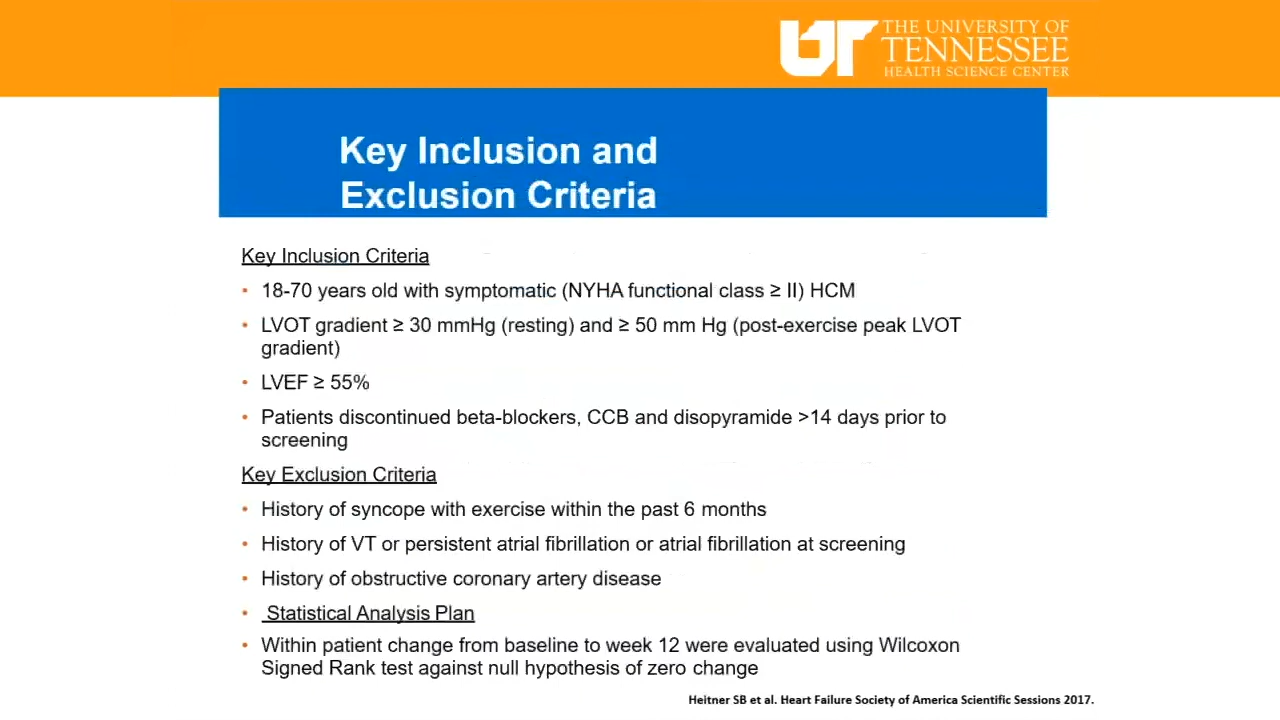 THE UNIVERSITY OF
UT TENNESSEE
HEALTH SCIENCE CENTER
Key Inclusion and
Exclusion Criteria
Key Inclusion Criteria
• 18-70 years old with symptomatic (NYHA functional class ≥ II) HCM
• LVOT gradient ≥ 30 mmHg (resting) and ≥ 50 mm Hg (post-exercise peak LVOT
gradient)
• LVEF ≥ 55%
• Patients discontinued beta-blockers, CCB and disopyramide >14 days prior to
screening
Key Exclusion Criteria
• History of syncope with exercise within the past 6 months
• History of VT or persistent atrial fibrillation or atrial fibrillation at screening
• History of obstructive coronary artery disease
• Statistical Analysis Plan
• Within patient change from baseline to week 12 were evaluated using Wilcoxon
Signed Rank test against null hypothesis of zero change
Heitner SB et al. Heart Failure Society of America Scientific Sessions 2017.